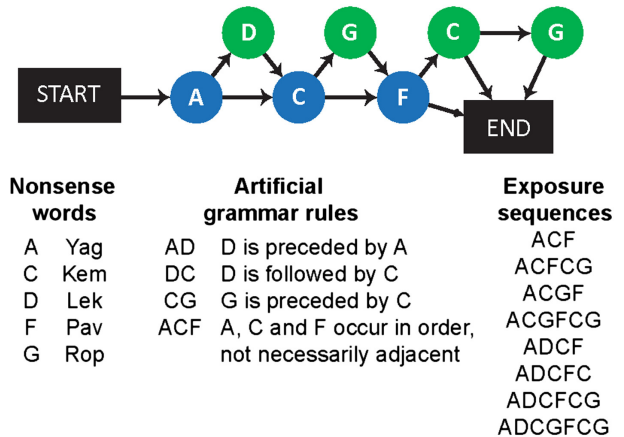 D
G
C
G
START
A
C
F
END
Nonsense
words
A Yag
C Kem
D Lek
F Pav
G Rop
Artificial
grammar rules
AD D is preceded by A
DC D is followed by C
CG G is preceded by C
ACF A, C and F occur in order,
not necessarily adjacent
Exposure
sequences
ACF
ACFCG
ACGF
ACGFCG
ADCF
ADCFC
ADCFCG
ADCGFCG